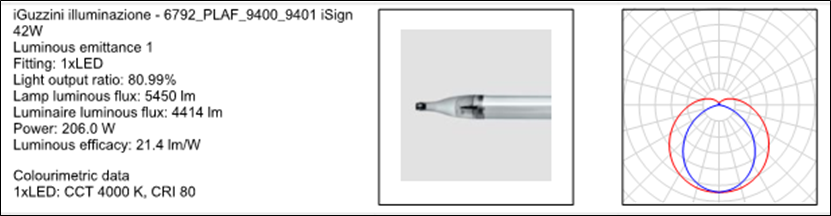 iGuzzini illuminazione - 6792_PLAF_9400_9401 iSign
42W
Luminous emittance 1
Fitting: 1xLED
Light output ratio: 80.99%
Lamp luminous flux: 5450 lm
Luminaire luminous flux: 4414 lm
Power: 206.0 W
Luminous efficacy: 21.4 lm/W
Colourimetric data
1xLED: CCT 4000 K, CRI 80